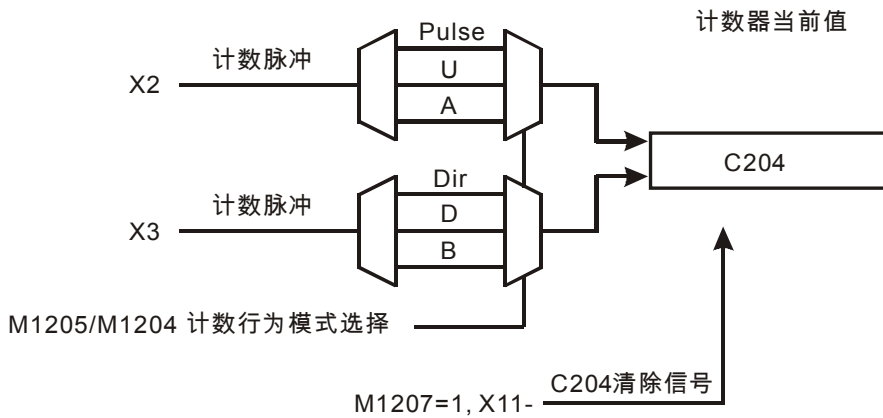 计数器当前值
Pulse
计数脉冲
X2
U
A
C204
Dir
计数脉冲
X3
D
B
M1205/M1204 计数行为模式选择
C204清除信号
M1207=1, X11-